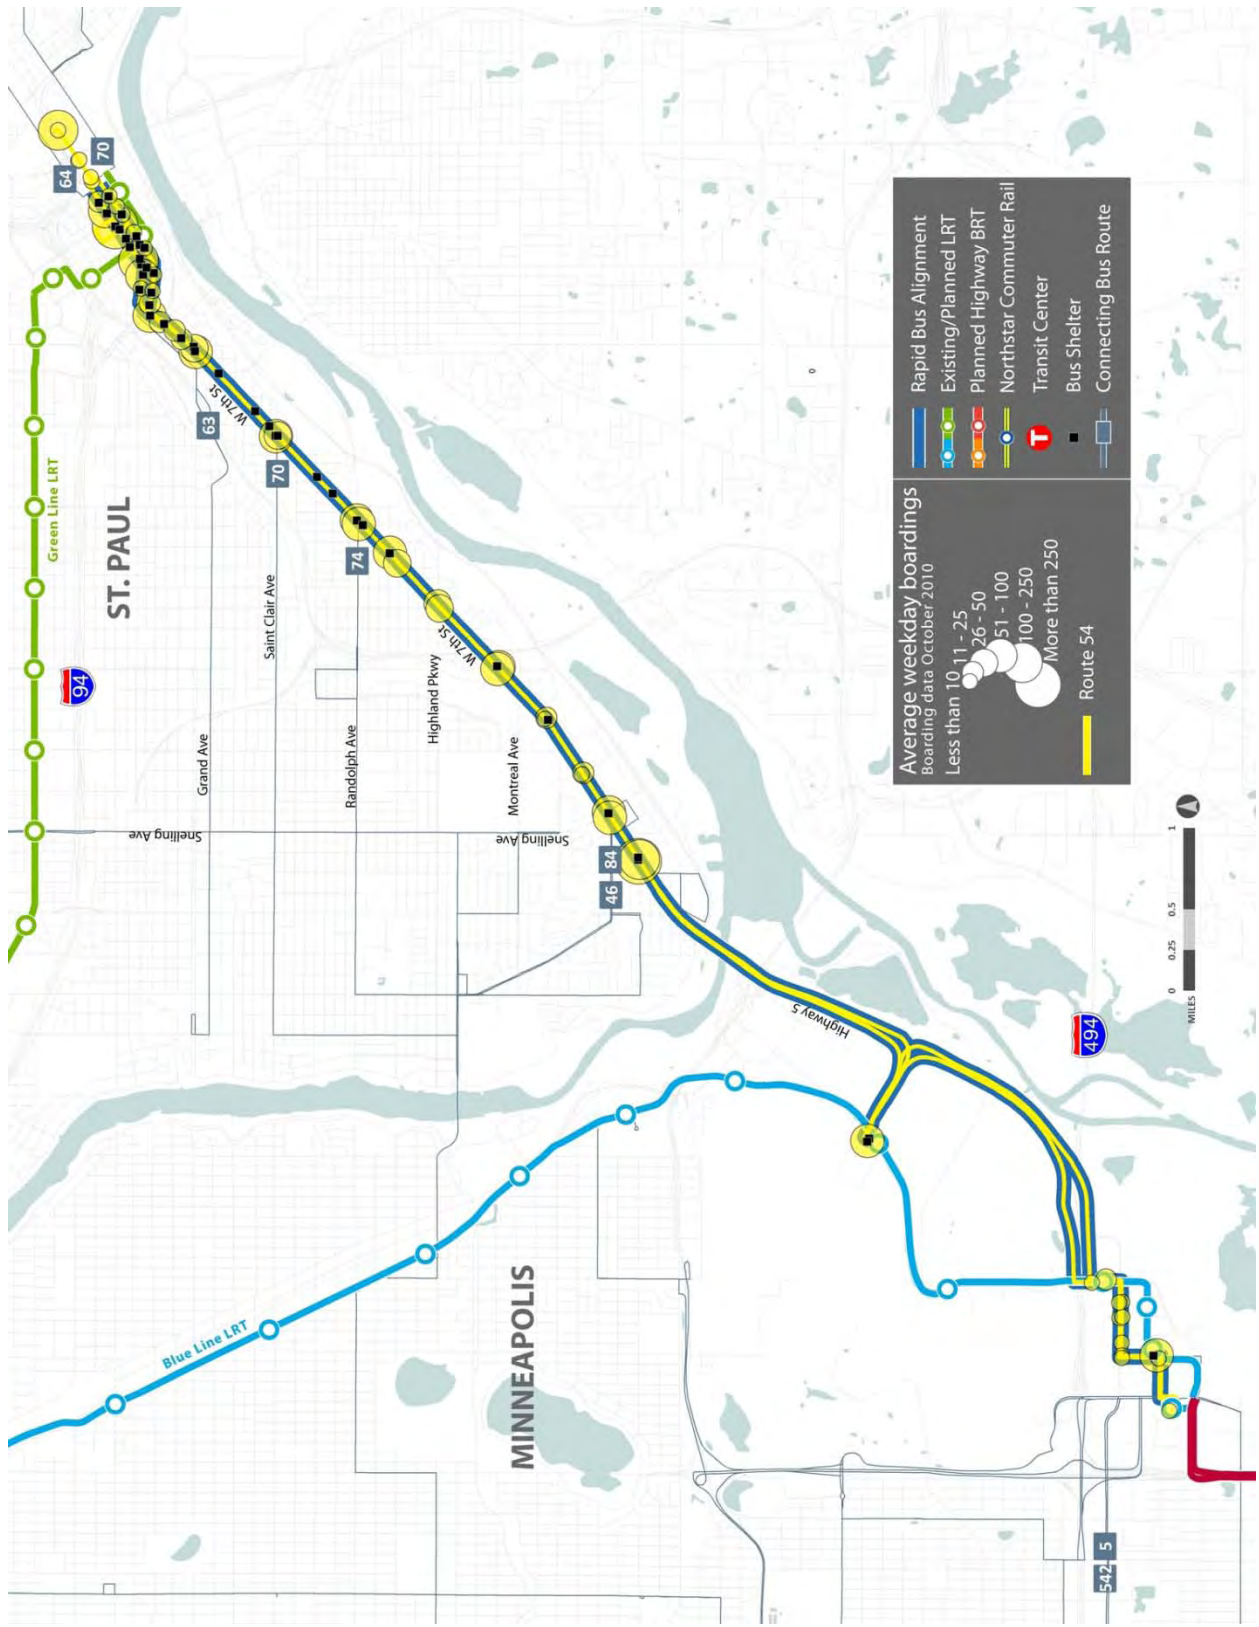 64
70
63
W 7th St
70
Green Line LRT
ST. PAUL
94
74
Saint Clair Ave
Grand Ave
Randolph Ave
Highland Pkwy
W 7th St
Montreal Ave
Snelling Ave
Snelling Ave
46
84
Highway 5
494
Blue Line LRT
MINNEAPOLIS
542
5
Average weekday boardings
Boarding data October 2010
Less than 10
11 - 25
26 - 50
51 - 100
100 - 250
More than 250
Route 54
Rapid Bus Alignment
Existing/Planned LRT
Planned Highway BRT
Northstar Commuter Rail
T
Transit Center
Bus Shelter
Connecting Bus Route
0
0.25
0.5
1
MILES